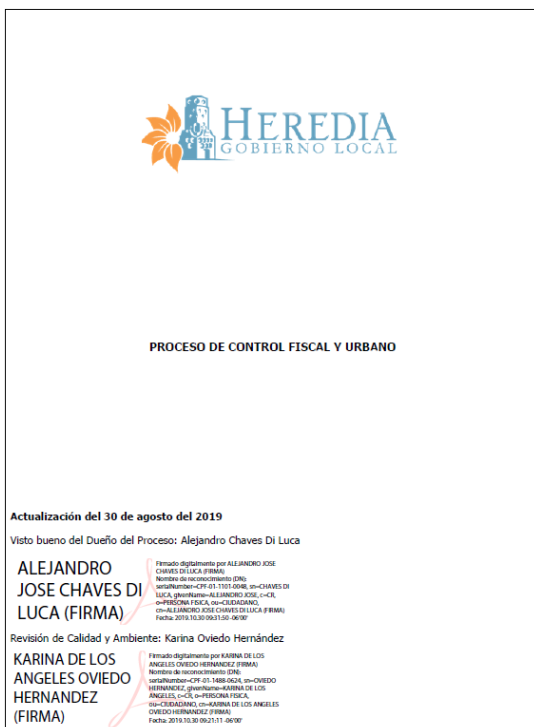 HEREDIA
GOBIERNO LOCAL
PROCESO DE CONTROL FISCAL Y URBANO
Actualización del 30 de agosto del 2019
Visto bueno del Dueño del Proceso: Alejandro Chaves Di Luca
ALEJANDRO
JOSE CHAVES DI
LUCA (FIRMA)
Firmado digitalmente por ALEJANDRO JOSE
CHAVES DI LUCA (FIRMA)
Nombre de reconocimiento (DN):
serialNumber=CPF-01-1101-0048, sn=CHAVES DI
LUCA, givenName=ALEJANDRO JOSE, c=CR,
o=PERSONA FISICA, ou=CIUDADANO,
cn=ALEJANDRO JOSE CHAVES DI LUCA (FIRMA)
Fecha: 2019.10.30 09:31:50 -06'00'
Revisión de Calidad y Ambiente: Karina Oviedo Hernández
KARINA DE LOS
ANGELES OVIEDO
HERNANDEZ
(FIRMA)
Firmado digitalmente por KARINA DE LOS
ANGELES OVIEDO HERNANDEZ (FIRMA)
Nombre de reconocimiento (DN):
serialNumber=CPF-01-1488-0624, sn=OVIEDO
HERNANDEZ, givenName=KARINA DE LOS
ANGELES, c=CR, o=PERSONA FISICA,
ou=CIUDADANO, cn=KARINA DE LOS ANGELES
OVIEDO HERNANDEZ (FIRMA)
Fecha: 2019.10.30 09:21:11 -06'00'